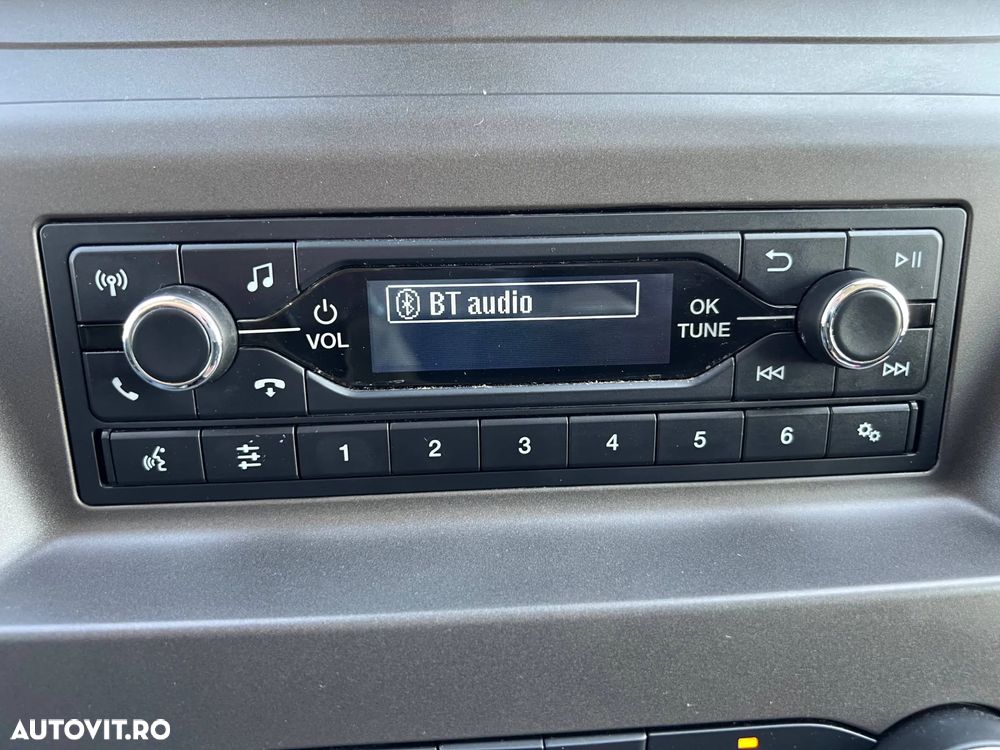 BT audio
VOL
OK
TUNE
1 2 3 4 5 6
AUTOVIT.RO